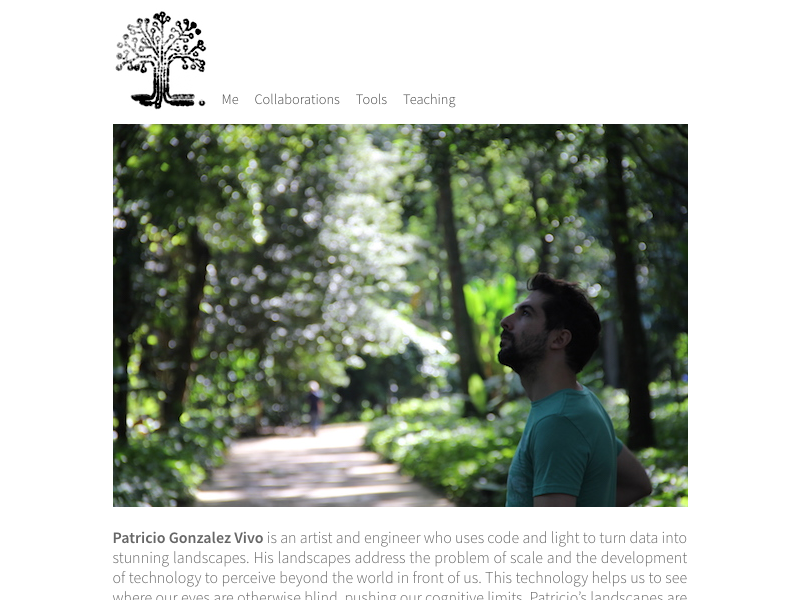 Me Collaborations Tools Teaching
Patricio Gonzalez Vivo is an artist and engineer who uses code and light to turn data into
stunning landscapes. His landscapes address the problem of scale and the development
of technology to perceive beyond the world in front of us. This technology helps us to see
where our eyes are otherwise blind, pushing our cognitive limits. Patricio’s landscapes are